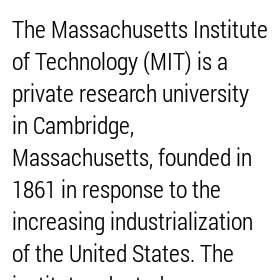 The Massachusetts Institute
of Technology (MIT) is a
private research university
in Cambridge,
Massachusetts, founded in
1861 in response to the
increasing industrialization
of the United States. The